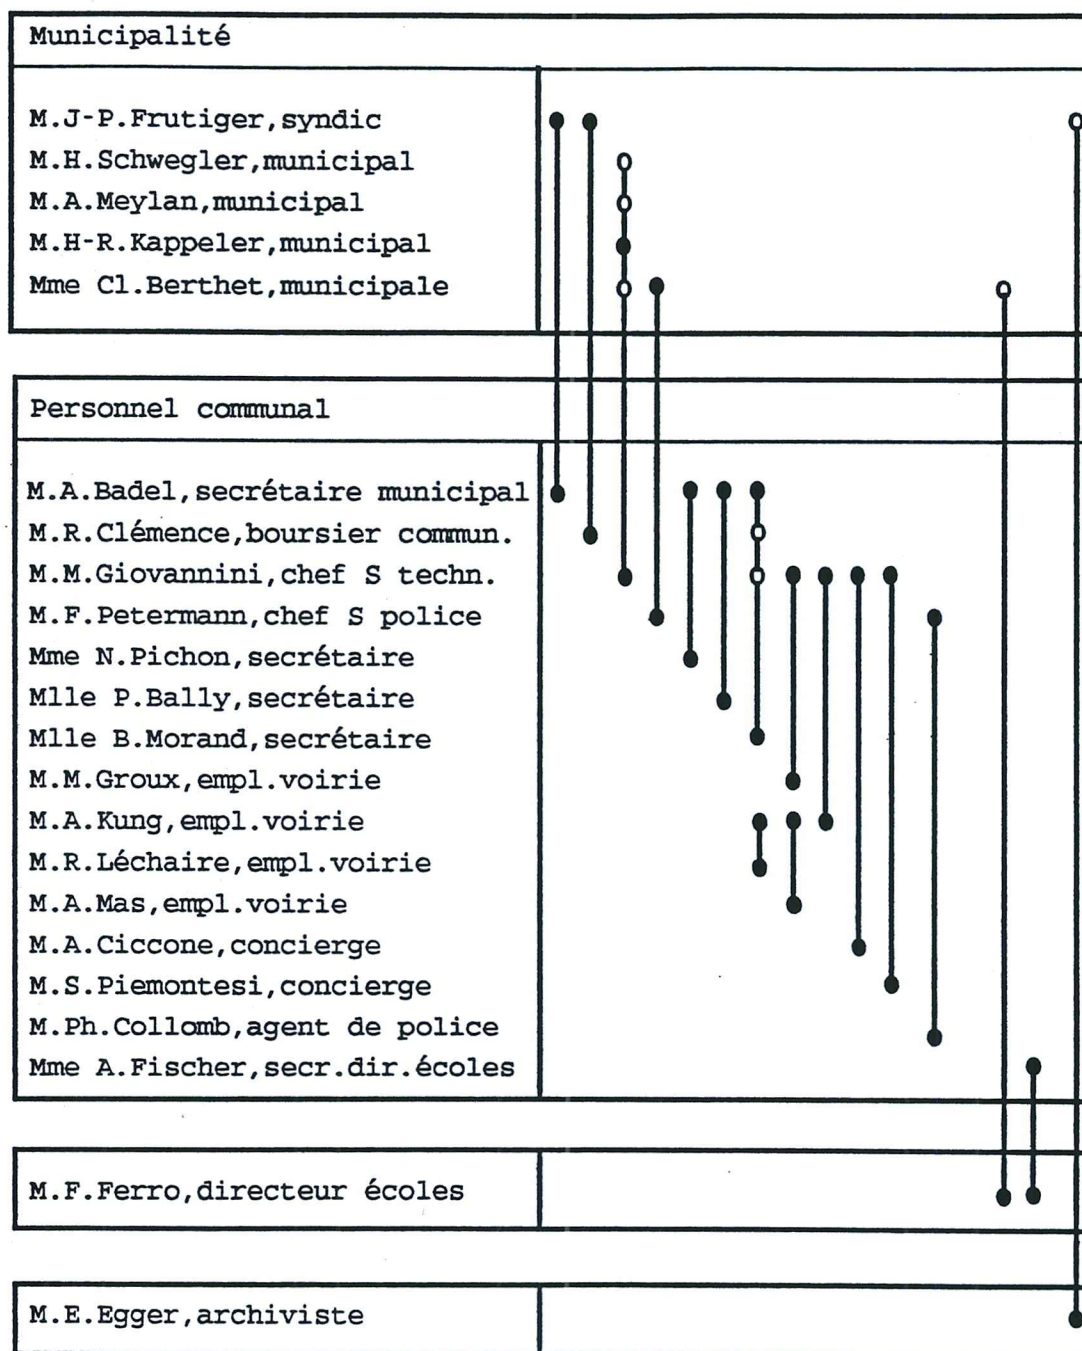 Municipalité
M.J-P.Frutiger,syndic
M.H.Schwegler,municipal
M.A.Meylan,municipal
M.H-R.Kappeler,municipal
Mme Cl.Berthet,municipale
Personnel communal
M.A.Badel,secrétaire municipal
M.R.Clémence,boursier commun.
M.M.Giovannini,chef S techn.
M.F.Petermann,chef S police
Mme N.Pichon,secrétaire
Mlle P.Bally,secrétaire
Mlle B.Morand,secrétaire
M.M.Groux,empl.voirie
M.A.Kung,empl.voirie
M.R.Léchaire,empl.voirie
M.A.Mas,empl.voirie
M.A.Ciccone,concierge
M.S.Piemontesi,concierge
M.Ph.Collomb,agent de police
Mme A.Fischer,secr.dir.écoles
M.F.Ferro,directeur écoles
M.E.Egger,archiviste